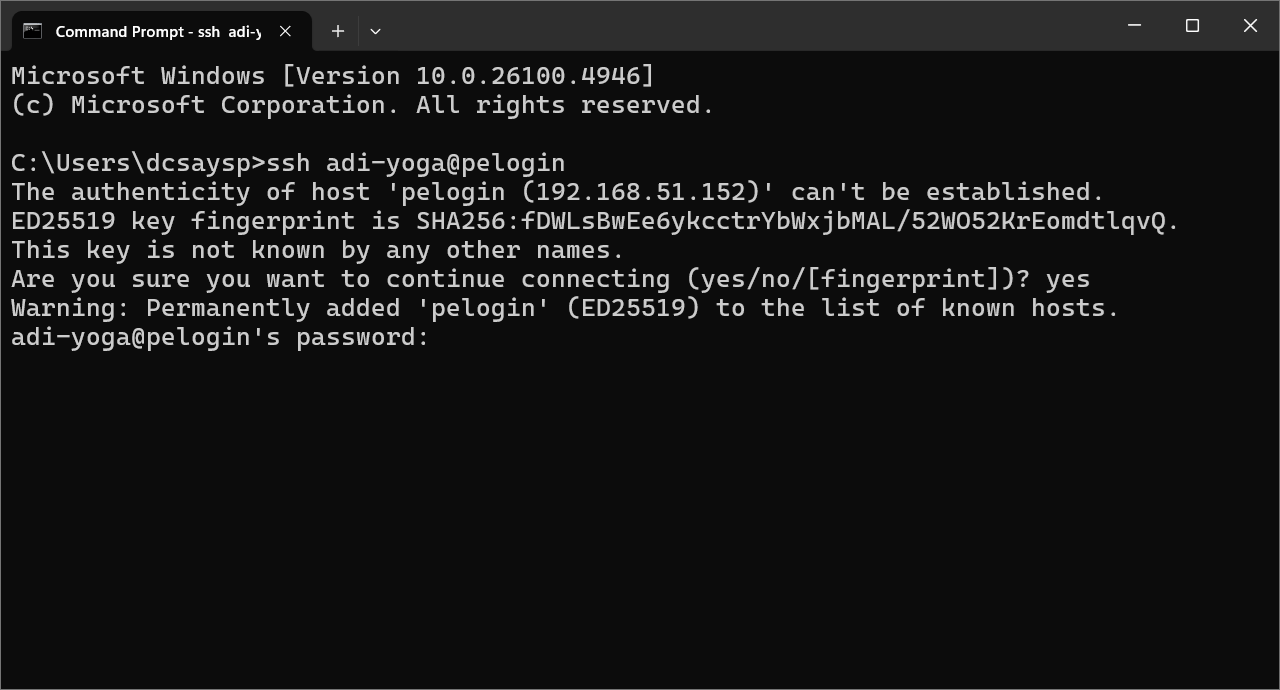 Command Prompt - ssh adi-y
Microsoft Windows [Version 10.0.26100.4946]
(c) Microsoft Corporation. All rights reserved.
C:\Users\dcsaysp>ssh adi-yoga@pelogin
The authenticity of host 'pelogin (192.168.51.152)' can't be established.
ED25519 key fingerprint is SHA256:fDWLsBwEe6ykcctrYbWxjbMAL/52WO52KrEomdtlqvQ.
This key is not known by any other names.
Are you sure you want to continue connecting (yes/no/[fingerprint])? yes
Warning: Permanently added 'pelogin' (ED25519) to the list of known hosts.
adi-yoga@pelogin's password: